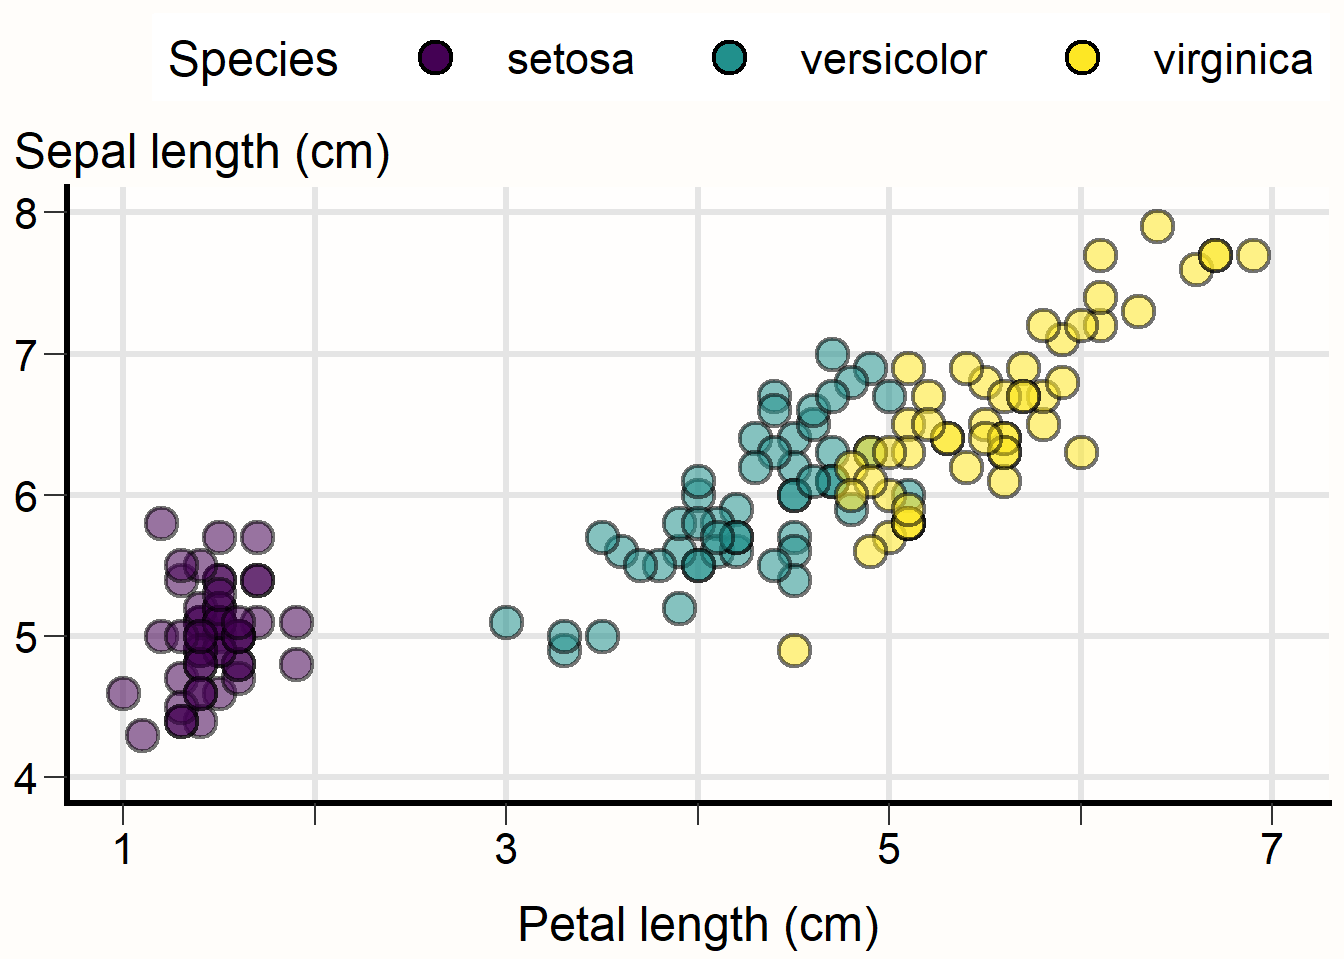 Species setosa versicolor virginica
Sepal length (cm)
8
7
6
5
4
1 3 5 7
Petal length (cm)